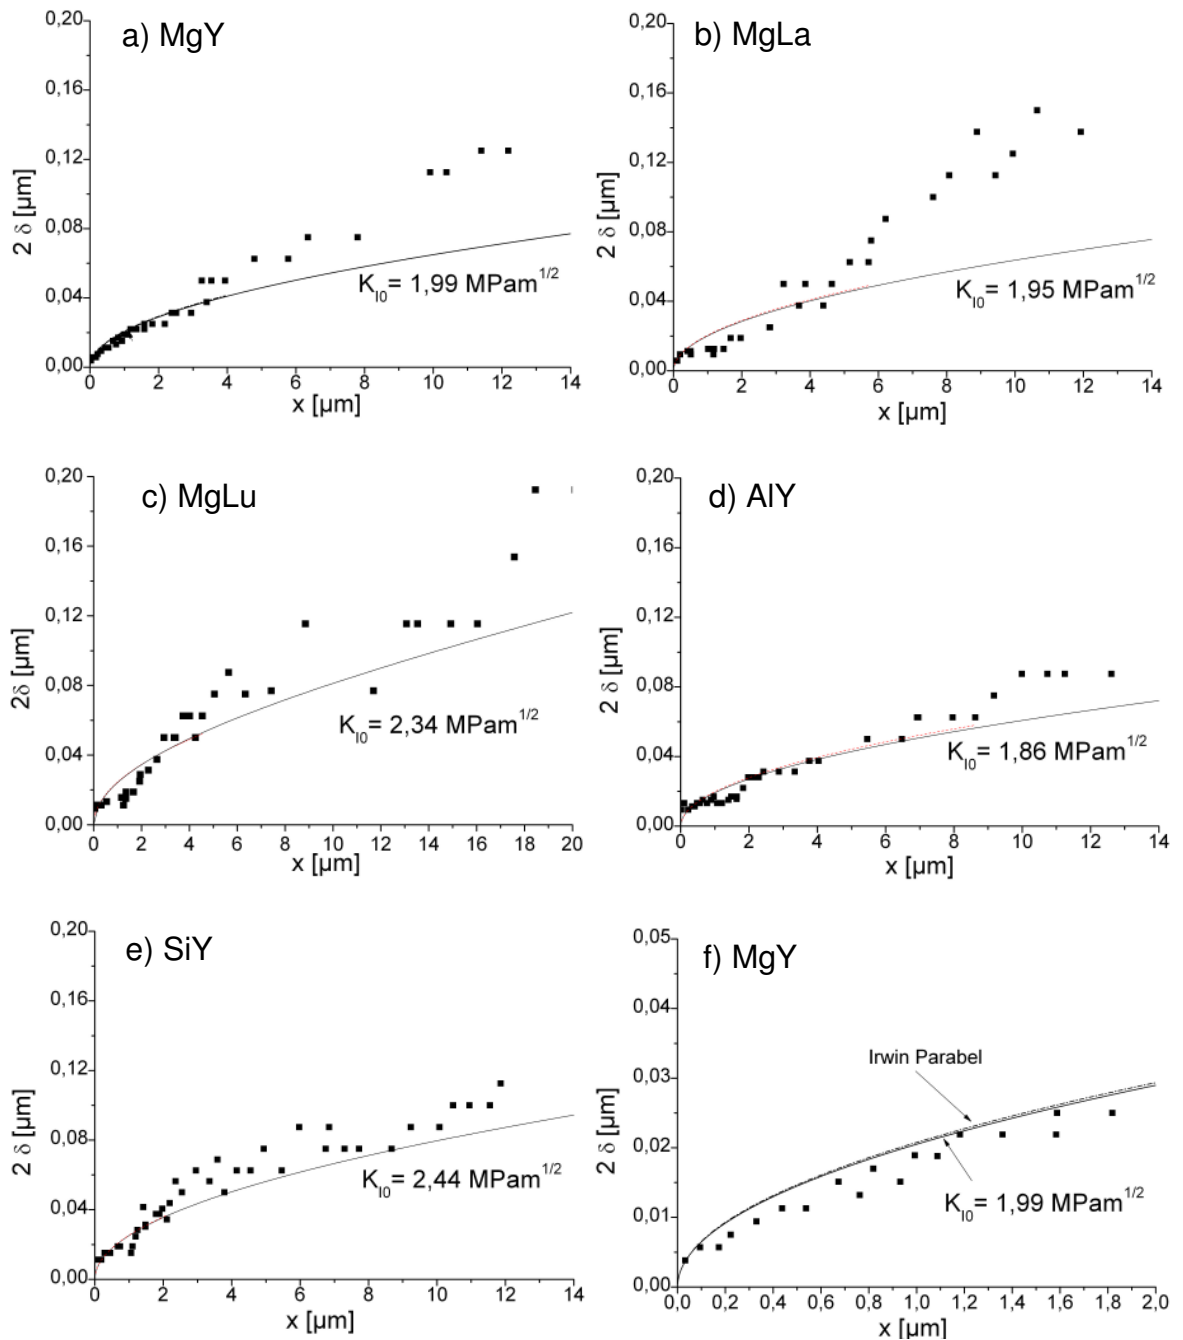 a) MgY
0,20
0,16
0,12
0,08
0,04
0,00
2 δ [µm]
K_I0= 1,99 MPam^1/2
0 2 4 6 8 10 12 14
x [µm]
b) MgLa
0,20
0,16
0,12
0,08
0,04
0,00
2 δ [µm]
K_I0= 1,95 MPam^1/2
0 2 4 6 8 10 12 14
x [µm]
c) MgLu
0,20
0,16
0,12
0,08
0,04
0,00
2δ [µm]
K_I0= 2,34 MPam^1/2
0 2 4 6 8 10 12 14 16 18 20
x [µm]
d) AlY
0,20
0,16
0,12
0,08
0,04
0,00
2 δ [µm]
K_I0= 1,86 MPam^1/2
0 2 4 6 8 10 12 14
x [µm]
e) SiY
0,20
0,16
0,12
0,08
0,04
0,00
2 δ [µm]
K_I0= 2,44 MPam^1/2
0 2 4 6 8 10 12 14
x [µm]
f) MgY
0,05
0,04
0,03
0,02
0,01
0,00
2 δ [µm]
Irwin Parabel
K_I0= 1,99 MPam^1/2
0,0 0,2 0,4 0,6 0,8 1,0 1,2 1,4 1,6 1,8 2,0
x [µm]